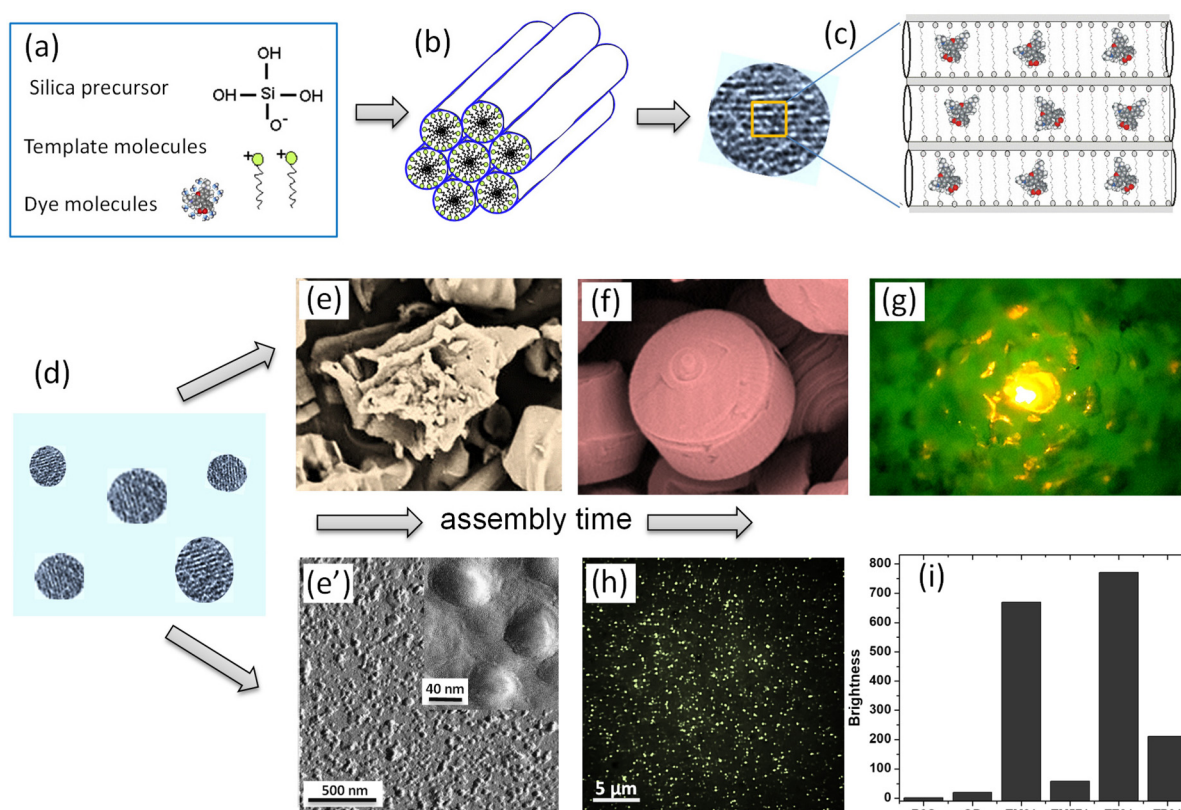 (a)
Silica precursor
OH
OH Si OH
O-
Template molecules
+ +
Dye molecules
(b)
(c)
(d)
(e)
(f)
(g)
assembly time
(e’)
40 nm
500 nm
(h)
5 µm
(i)
Brightness
800
700
600
500
400
300
200
100
0